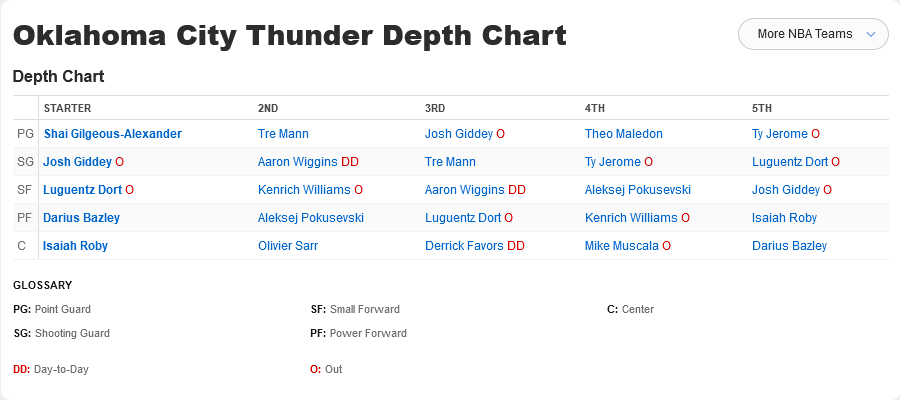 Oklahoma City Thunder Depth Chart
More NBA Teams
Depth Chart
STARTER 2ND 3RD 4TH 5TH
PG Shai Gilgeous-Alexander Tre Mann Josh Giddey O Theo Maledon Ty Jerome O
SG Josh Giddey O Aaron Wiggins DD Tre Mann Ty Jerome O Luguentz Dort O
SF Luguentz Dort O Kenrich Williams O Aaron Wiggins DD Aleksej Pokusevski Josh Giddey O
PF Darius Bazley Aleksej Pokusevski Luguentz Dort O Kenrich Williams O Isaiah Roby
C Isaiah Roby Olivier Sarr Derrick Favors DD Mike Muscala O Darius Bazley
GLOSSARY
PG: Point Guard SF: Small Forward C: Center
SG: Shooting Guard PF: Power Forward
DD: Day-to-Day O: Out